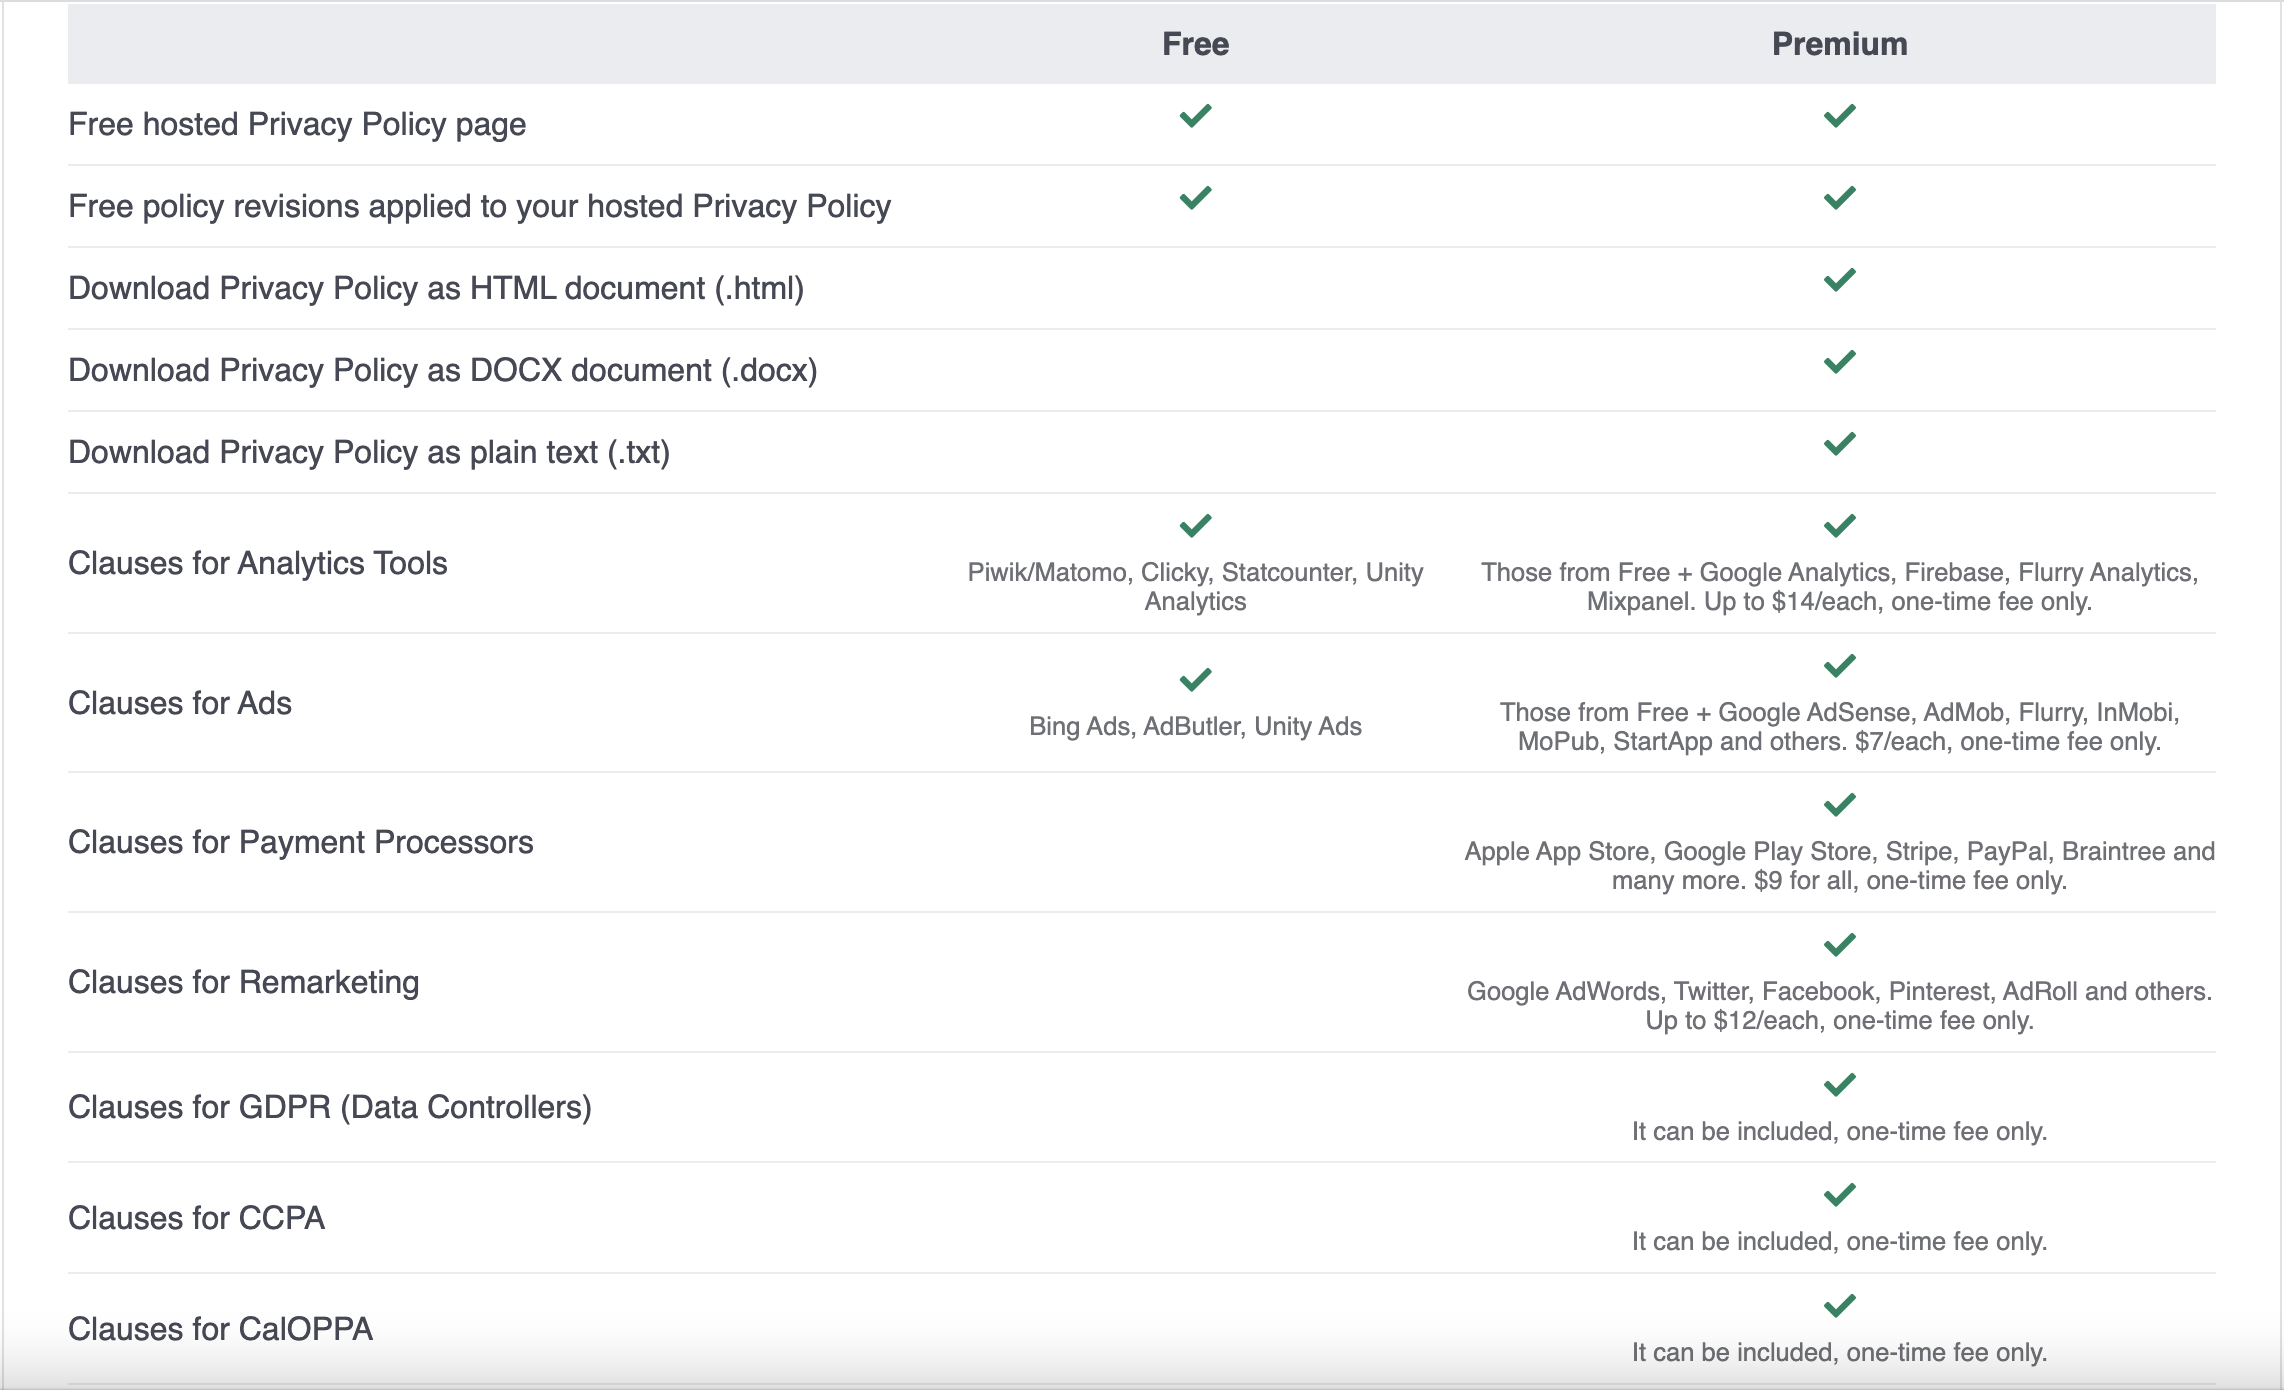 Free Premium
Free hosted Privacy Policy page
Free policy revisions applied to your hosted Privacy Policy
Download Privacy Policy as HTML document (.html)
Download Privacy Policy as DOCX document (.docx)
Download Privacy Policy as plain text (.txt)
Clauses for Analytics Tools
Piwik/Matomo, Clicky, Statcounter, Unity
Analytics
Those from Free + Google Analytics, Firebase, Flurry Analytics,
Mixpanel. Up to $14/each, one-time fee only.
Clauses for Ads
Bing Ads, AdButler, Unity Ads
Those from Free + Google AdSense, AdMob, Flurry, InMobi,
MoPub, StartApp and others. $7/each, one-time fee only.
Clauses for Payment Processors
Apple App Store, Google Play Store, Stripe, PayPal, Braintree and
many more. $9 for all, one-time fee only.
Clauses for Remarketing
Google AdWords, Twitter, Facebook, Pinterest, AdRoll and others.
Up to $12/each, one-time fee only.
Clauses for GDPR (Data Controllers)
It can be included, one-time fee only.
Clauses for CCPA
It can be included, one-time fee only.
Clauses for CalOPPA
It can be included, one-time fee only.